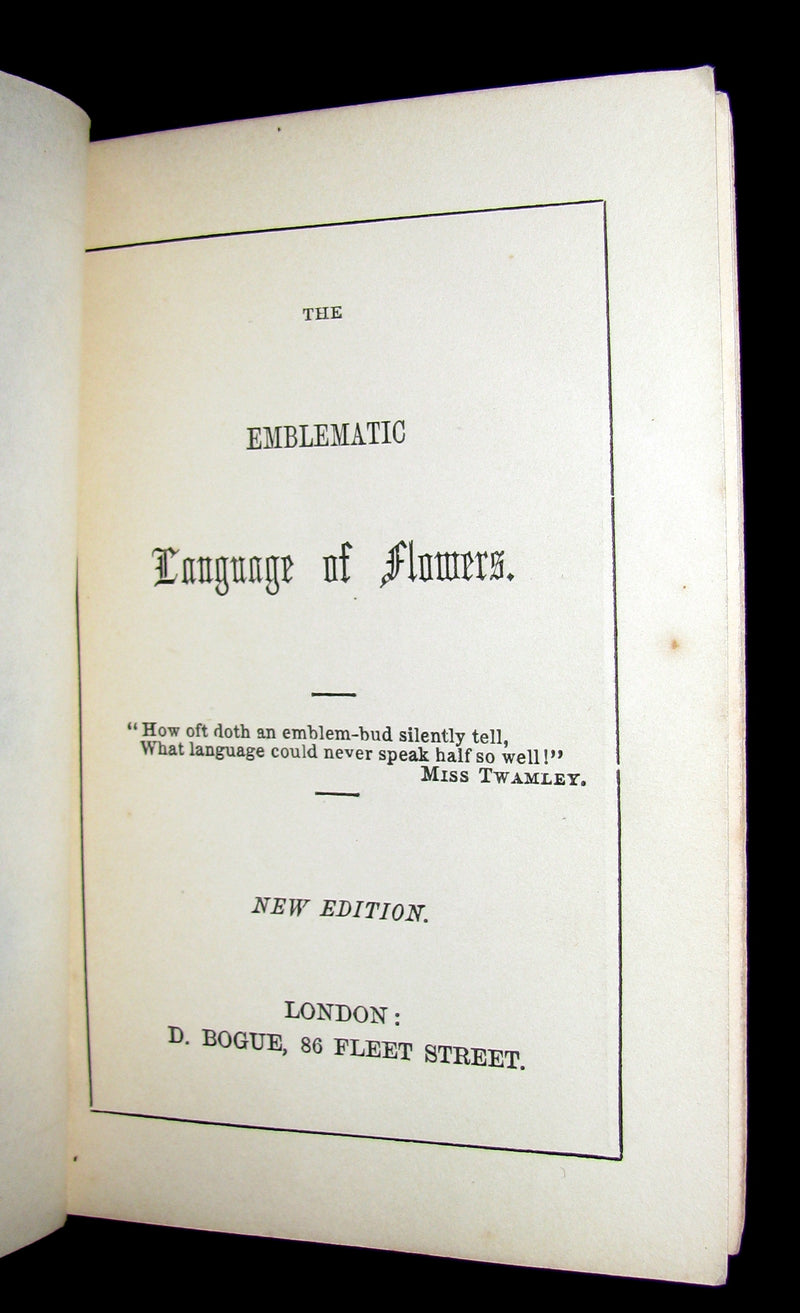 THE
EMBLEMATIC
Language of Flowers.
“How oft doth an emblem-bud silently tell,
What language could never speak half so well!”
MISS TWAMLEY.
NEW EDITION.
LONDON:
D. BOGUE, 86 FLEET STREET.